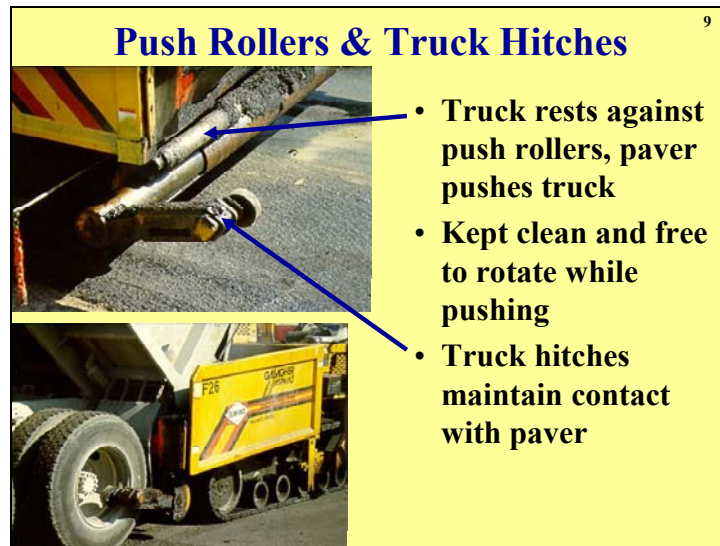 9
Push Rollers & Truck Hitches
• Truck rests against
push rollers, paver
pushes truck
• Kept clean and free
to rotate while
pushing
• Truck hitches
maintain contact
with paver
F26